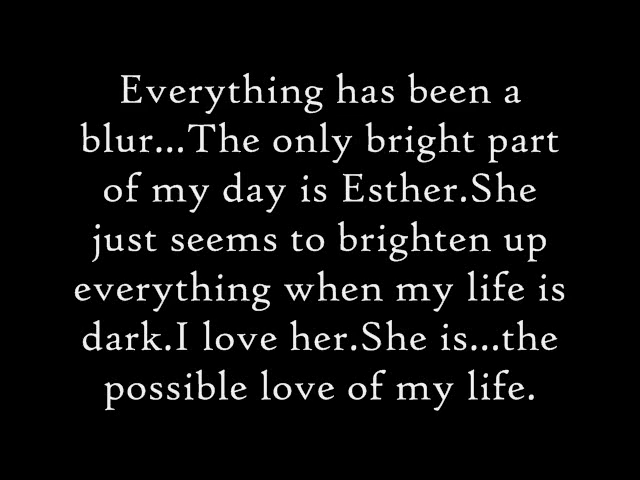 Everything has been a
blur...The only bright part
of my day is Esther.She
just seems to brighten up
everything when my life is
dark.I love her.She is...the
possible love of my life.